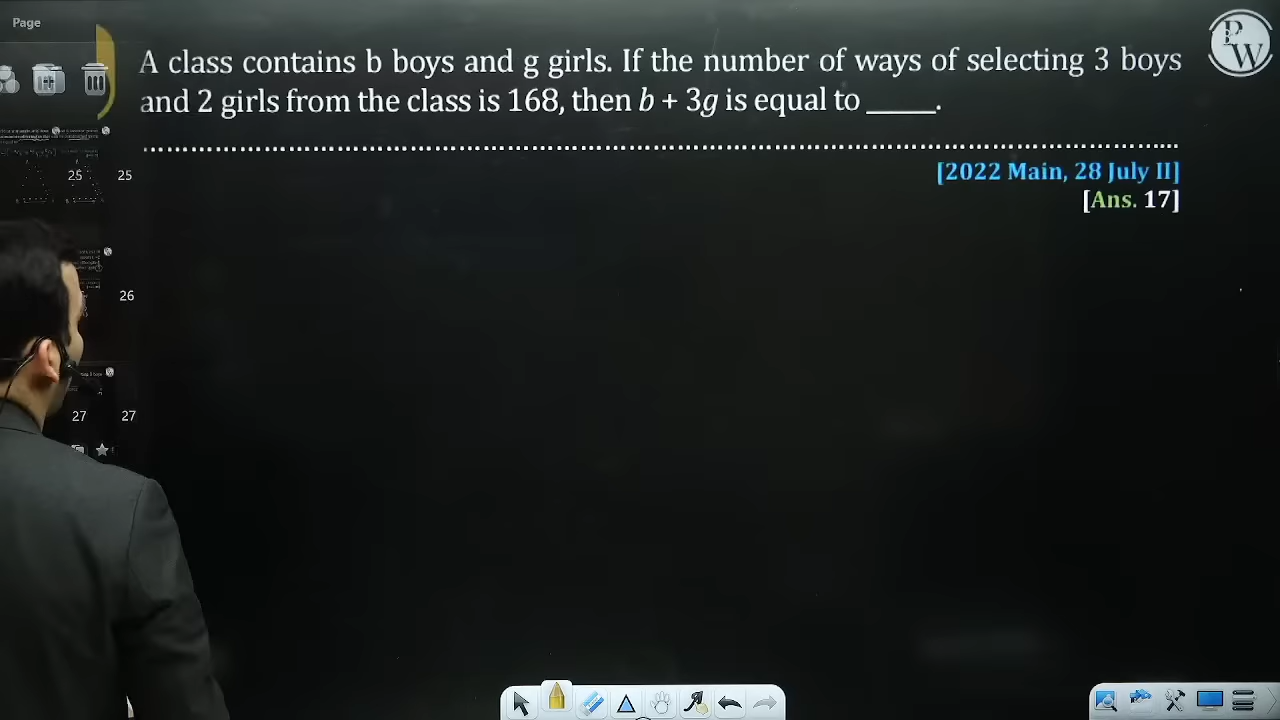 Page
A class contains b boys and g girls. If the number of ways of selecting 3 boys
and 2 girls from the class is 168, then b + 3g is equal to _____.
[2022 Main, 28 July II]
[Ans. 17]
PW
25 25
26
27 27